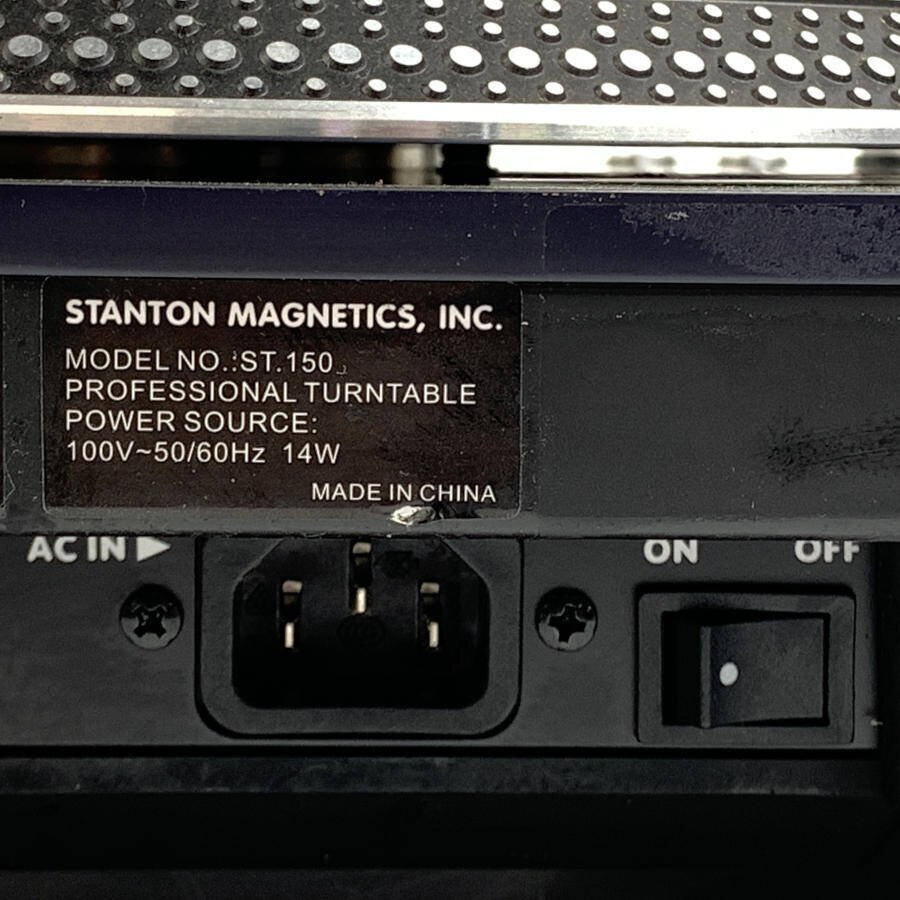 STANTON MAGNETICS, INC.
MODEL NO.:ST.150
PROFESSIONAL TURNTABLE
POWER SOURCE:
100V~50/60Hz 14W
MADE IN CHINA
AC IN ▶
ON OFF